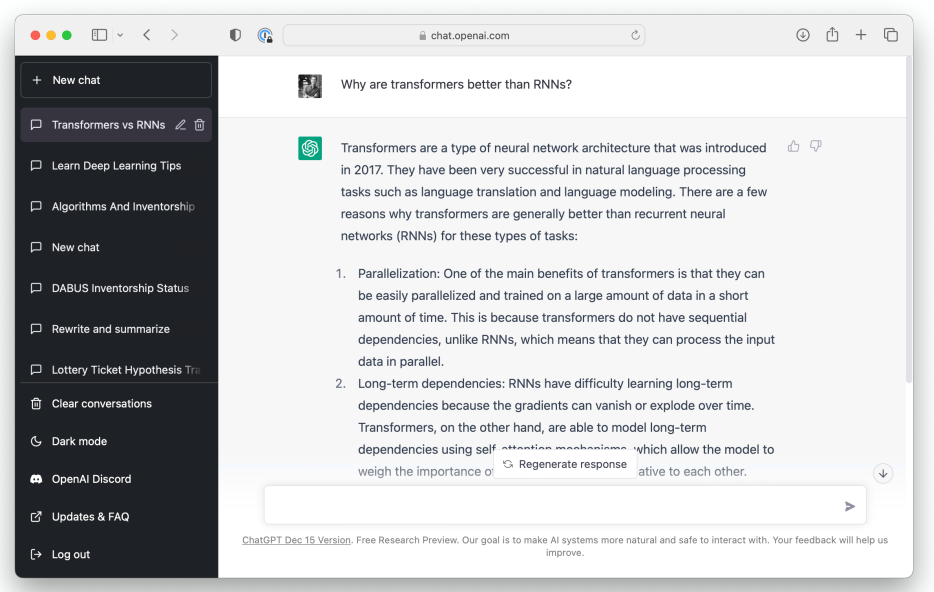 chat.openai.com
New chat
Transformers vs RNNs
Learn Deep Learning Tips
Algorithms And Inventorship
New chat
DABUS Inventorship Status
Rewrite and summarize
Lottery Ticket Hypothesis Tra
Clear conversations
Dark mode
OpenAI Discord
Updates & FAQ
Log out
Why are transformers better than RNNs?
Transformers are a type of neural network architecture that was introduced
in 2017. They have been very successful in natural language processing
tasks such as language translation and language modeling. There are a few
reasons why transformers are generally better than recurrent neural
networks (RNNs) for these types of tasks:
1. Parallelization: One of the main benefits of transformers is that they can
be easily parallelized and trained on a large amount of data in a short
amount of time. This is because transformers do not have sequential
dependencies, unlike RNNs, which means that they can process the input
data in parallel.
2. Long-term dependencies: RNNs have difficulty learning long-term
dependencies because the gradients can vanish or explode over time.
Transformers, on the other hand, are able to model long-term
dependencies using self-attention mechanisms, which allow the model to
weigh the importance of ative to each other.
Regenerate response
ChatGPT Dec 15 Version. Free Research Preview. Our goal is to make AI systems more natural and safe to interact with. Your feedback will help us
improve.